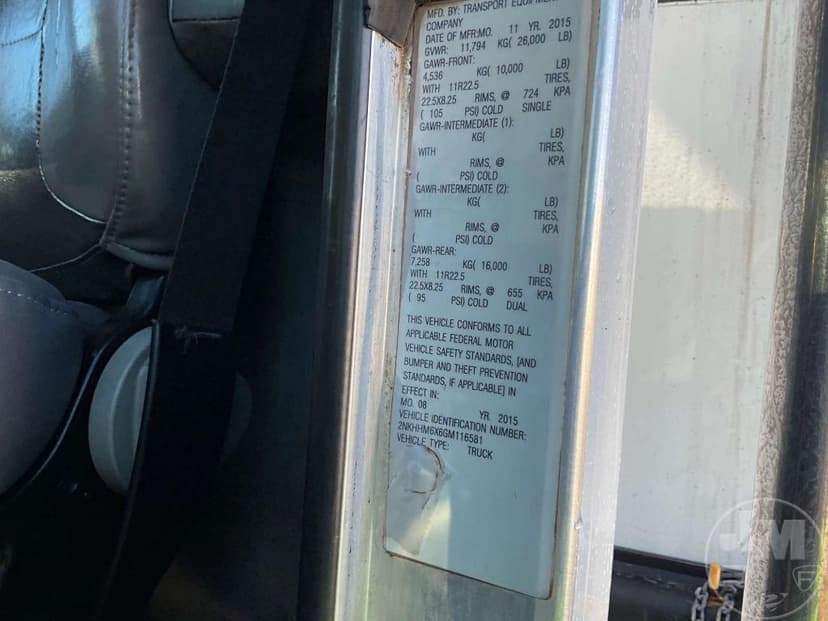 MFD. BY: TRANSPORT EQUIPMENT
COMPANY
DATE OF MFR:MO. 11 YR. 2015
GVWR: 11,794 KG( 26,000 LB)
GAWR-FRONT:
4,536 KG( 10,000 LB)
WITH 11R22.5 TIRES,
22.5X8.25 RIMS, @ 724 KPA
( 105 PSI) COLD SINGLE
GAWR-INTERMEDIATE (1):
KG( LB)
WITH TIRES,
RIMS, @ KPA
( PSI) COLD
GAWR-INTERMEDIATE (2):
KG( LB)
WITH TIRES,
RIMS, @ KPA
( PSI) COLD
GAWR-REAR:
7,258 KG( 16,000 LB)
WITH 11R22.5 TIRES,
22.5X8.25 RIMS, @ 655 KPA
( 95 PSI) COLD DUAL
THIS VEHICLE CONFORMS TO ALL
APPLICABLE FEDERAL MOTOR
VEHICLE SAFETY STANDARDS, [AND
BUMPER AND THEFT PREVENTION
STANDARDS, IF APPLICABLE] IN
EFFECT IN:
MO. 08 YR. 2015
VEHICLE IDENTIFICATION NUMBER:
2NKHHM6X6GM116581
VEHICLE TYPE: TRUCK
JM
F